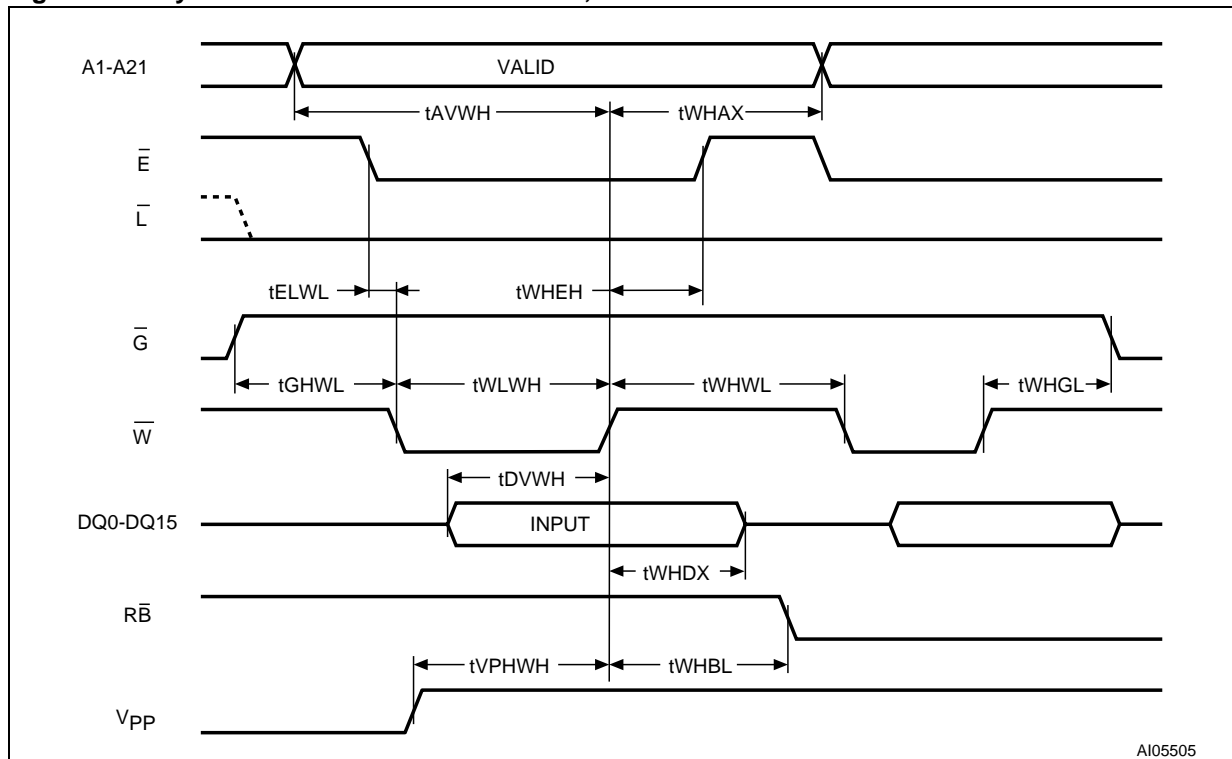 A1-A21
VALID
tAVWH
tWHAX
E̅
L̅
tELWL
tWHEH
G̅
tGHWL
tWLWH
tWHWL
tWHGL
W̅
tDVWH
DQ0-DQ15
INPUT
tWHDX
RB̅
tVPHWH
tWHBL
VPP
AI05505